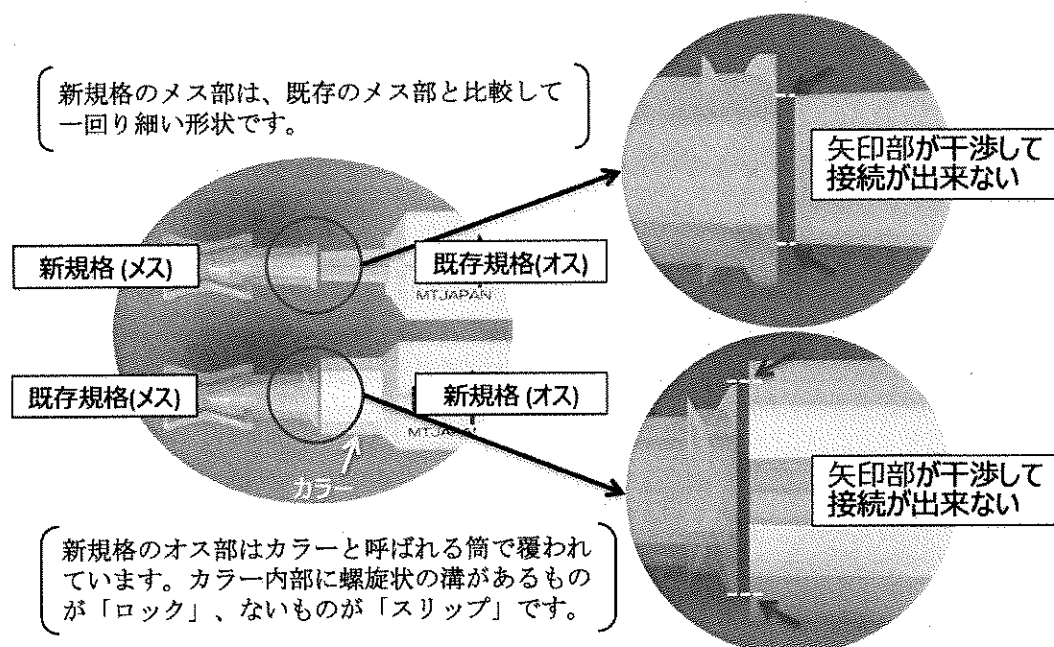 新規格のメス部は、既存のメス部と比較して
一回り細い形状です。
矢印部が干渉して
接続が出来ない
新規格(メス)
既存規格(オス)
MTJAPAN
既存規格(メス)
新規格(オス)
MTJAPAN
カラー
矢印部が干渉して
接続が出来ない
新規格のオス部はカラーと呼ばれる筒で覆われ
ています。カラー内部に螺旋状の溝があるもの
が「ロック」、ないものが「スリップ」です。